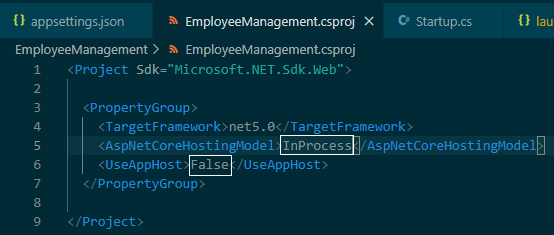 appsettings.json EmployeeManagement.csproj Startup.cs lau
EmployeeManagement > EmployeeManagement.csproj
1 <Project Sdk="Microsoft.NET.Sdk.Web">
2
3 <PropertyGroup>
4 <TargetFramework>net5.0</TargetFramework>
5 <AspNetCoreHostingModel>InProcess</AspNetCoreHostingModel>
6 <UseAppHost>False</UseAppHost>
7 </PropertyGroup>
8
9 </Project>